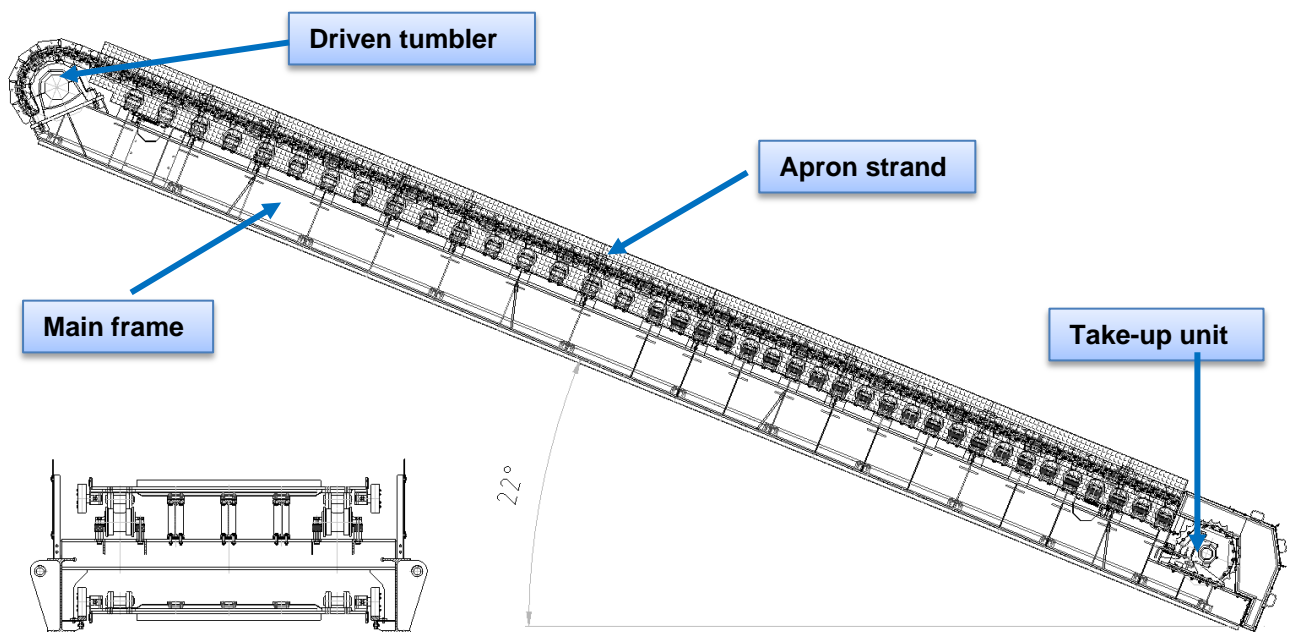 Driven tumbler
Apron strand
Main frame
Take-up unit
22°